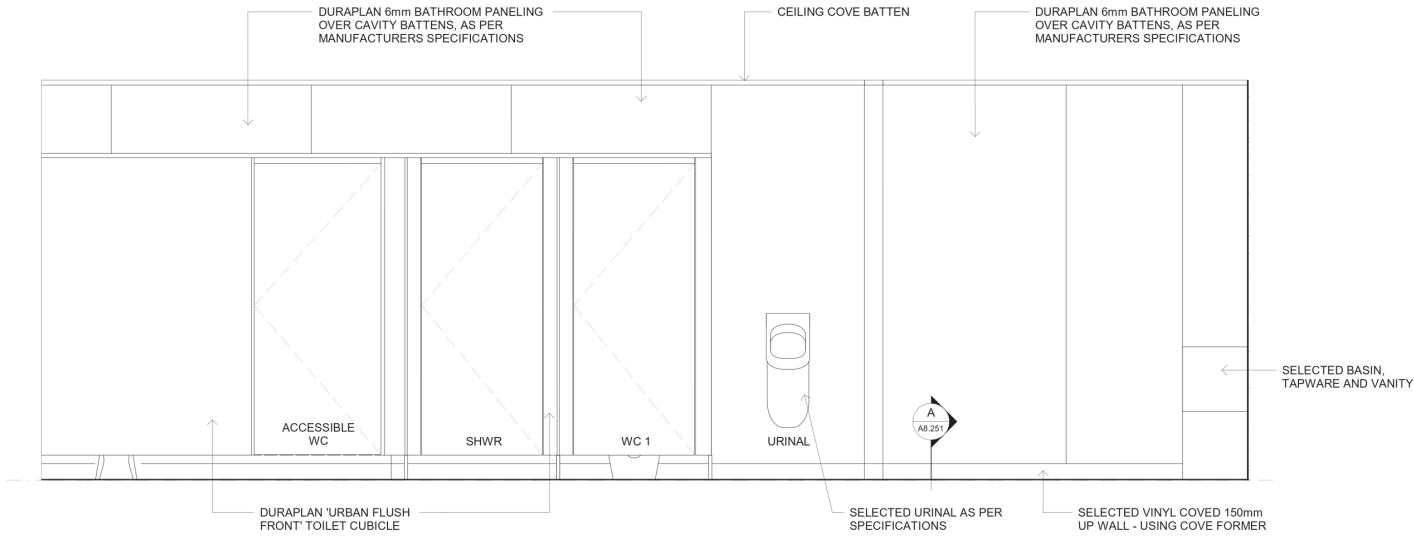 DURAPLAN 6mm BATHROOM PANELING
OVER CAVITY BATTENS, AS PER
MANUFACTURERS SPECIFICATIONS
CEILING COVE BATTEN
DURAPLAN 6mm BATHROOM PANELING
OVER CAVITY BATTENS, AS PER
MANUFACTURERS SPECIFICATIONS
SELECTED BASIN,
TAPWARE AND VANITY
ACCESSIBLE
WC
SHWR
WC 1
URINAL
A
A8.251
DURAPLAN 'URBAN FLUSH
FRONT' TOILET CUBICLE
SELECTED URINAL AS PER
SPECIFICATIONS
SELECTED VINYL COVED 150mm
UP WALL - USING COVE FORMER